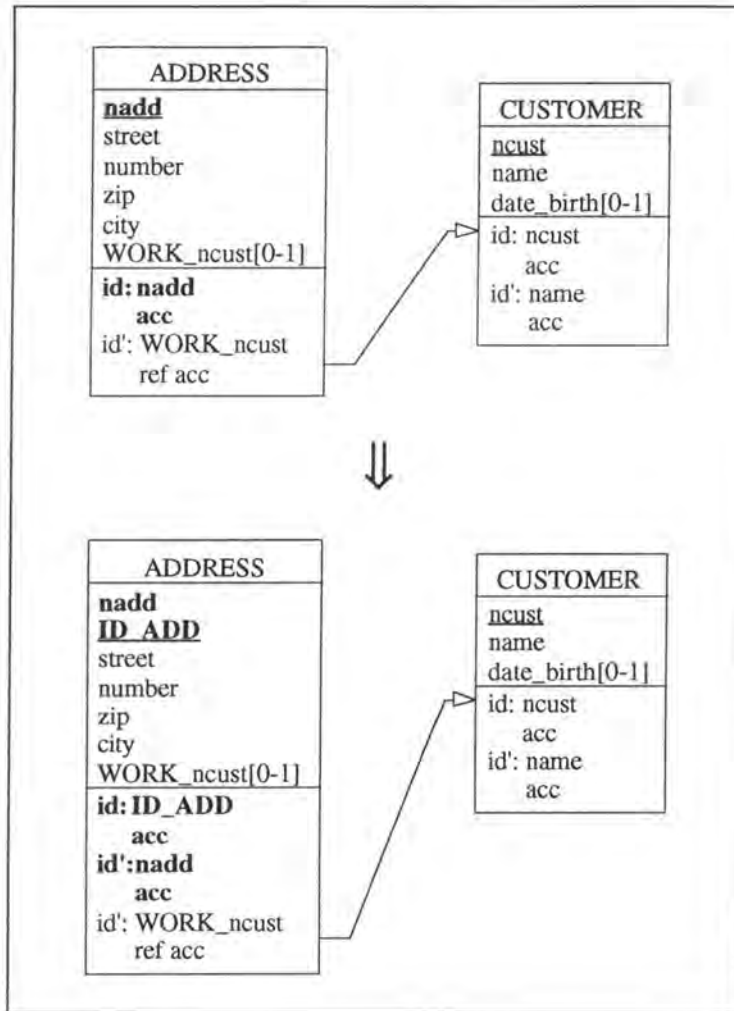 ADDRESS
nadd
street
number
zip
city
WORK_ncust[0-1]
id: nadd
acc
id': WORK_ncust
ref acc
CUSTOMER
ncust
name
date_birth[0-1]
id: ncust
acc
id': name
acc
⇓
ADDRESS
nadd
ID_ADD
street
number
zip
city
WORK_ncust[0-1]
id: ID_ADD
acc
id':nadd
acc
id': WORK_ncust
ref acc
CUSTOMER
ncust
name
date_birth[0-1]
id: ncust
acc
id': name
acc